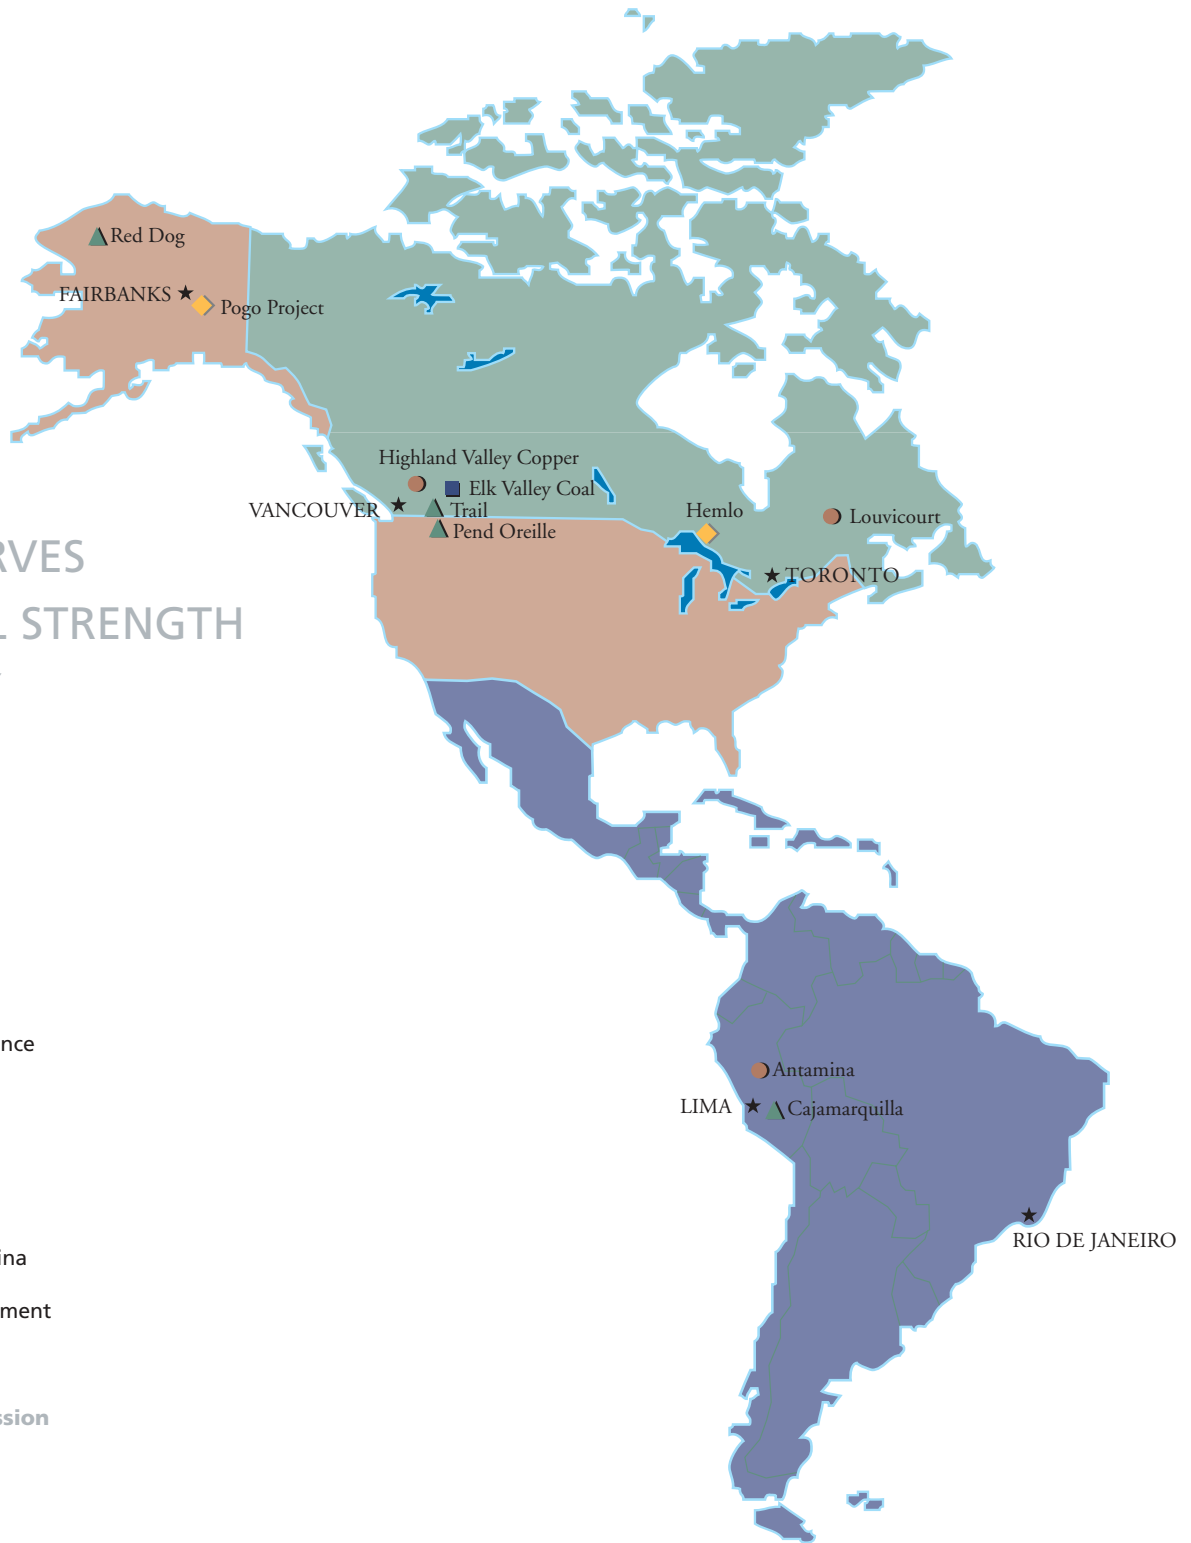 Red Dog
FAIRBANKS
Pogo Project
Highland Valley Copper
Elk Valley Coal
VANCOUVER
Trail
Pend Oreille
Hemlo
Louvicourt
TORONTO
RVES
L STRENGTH
nce
Antamina
LIMA
Cajamarquilla
RIO DE JANEIRO
ina
ment
ssion